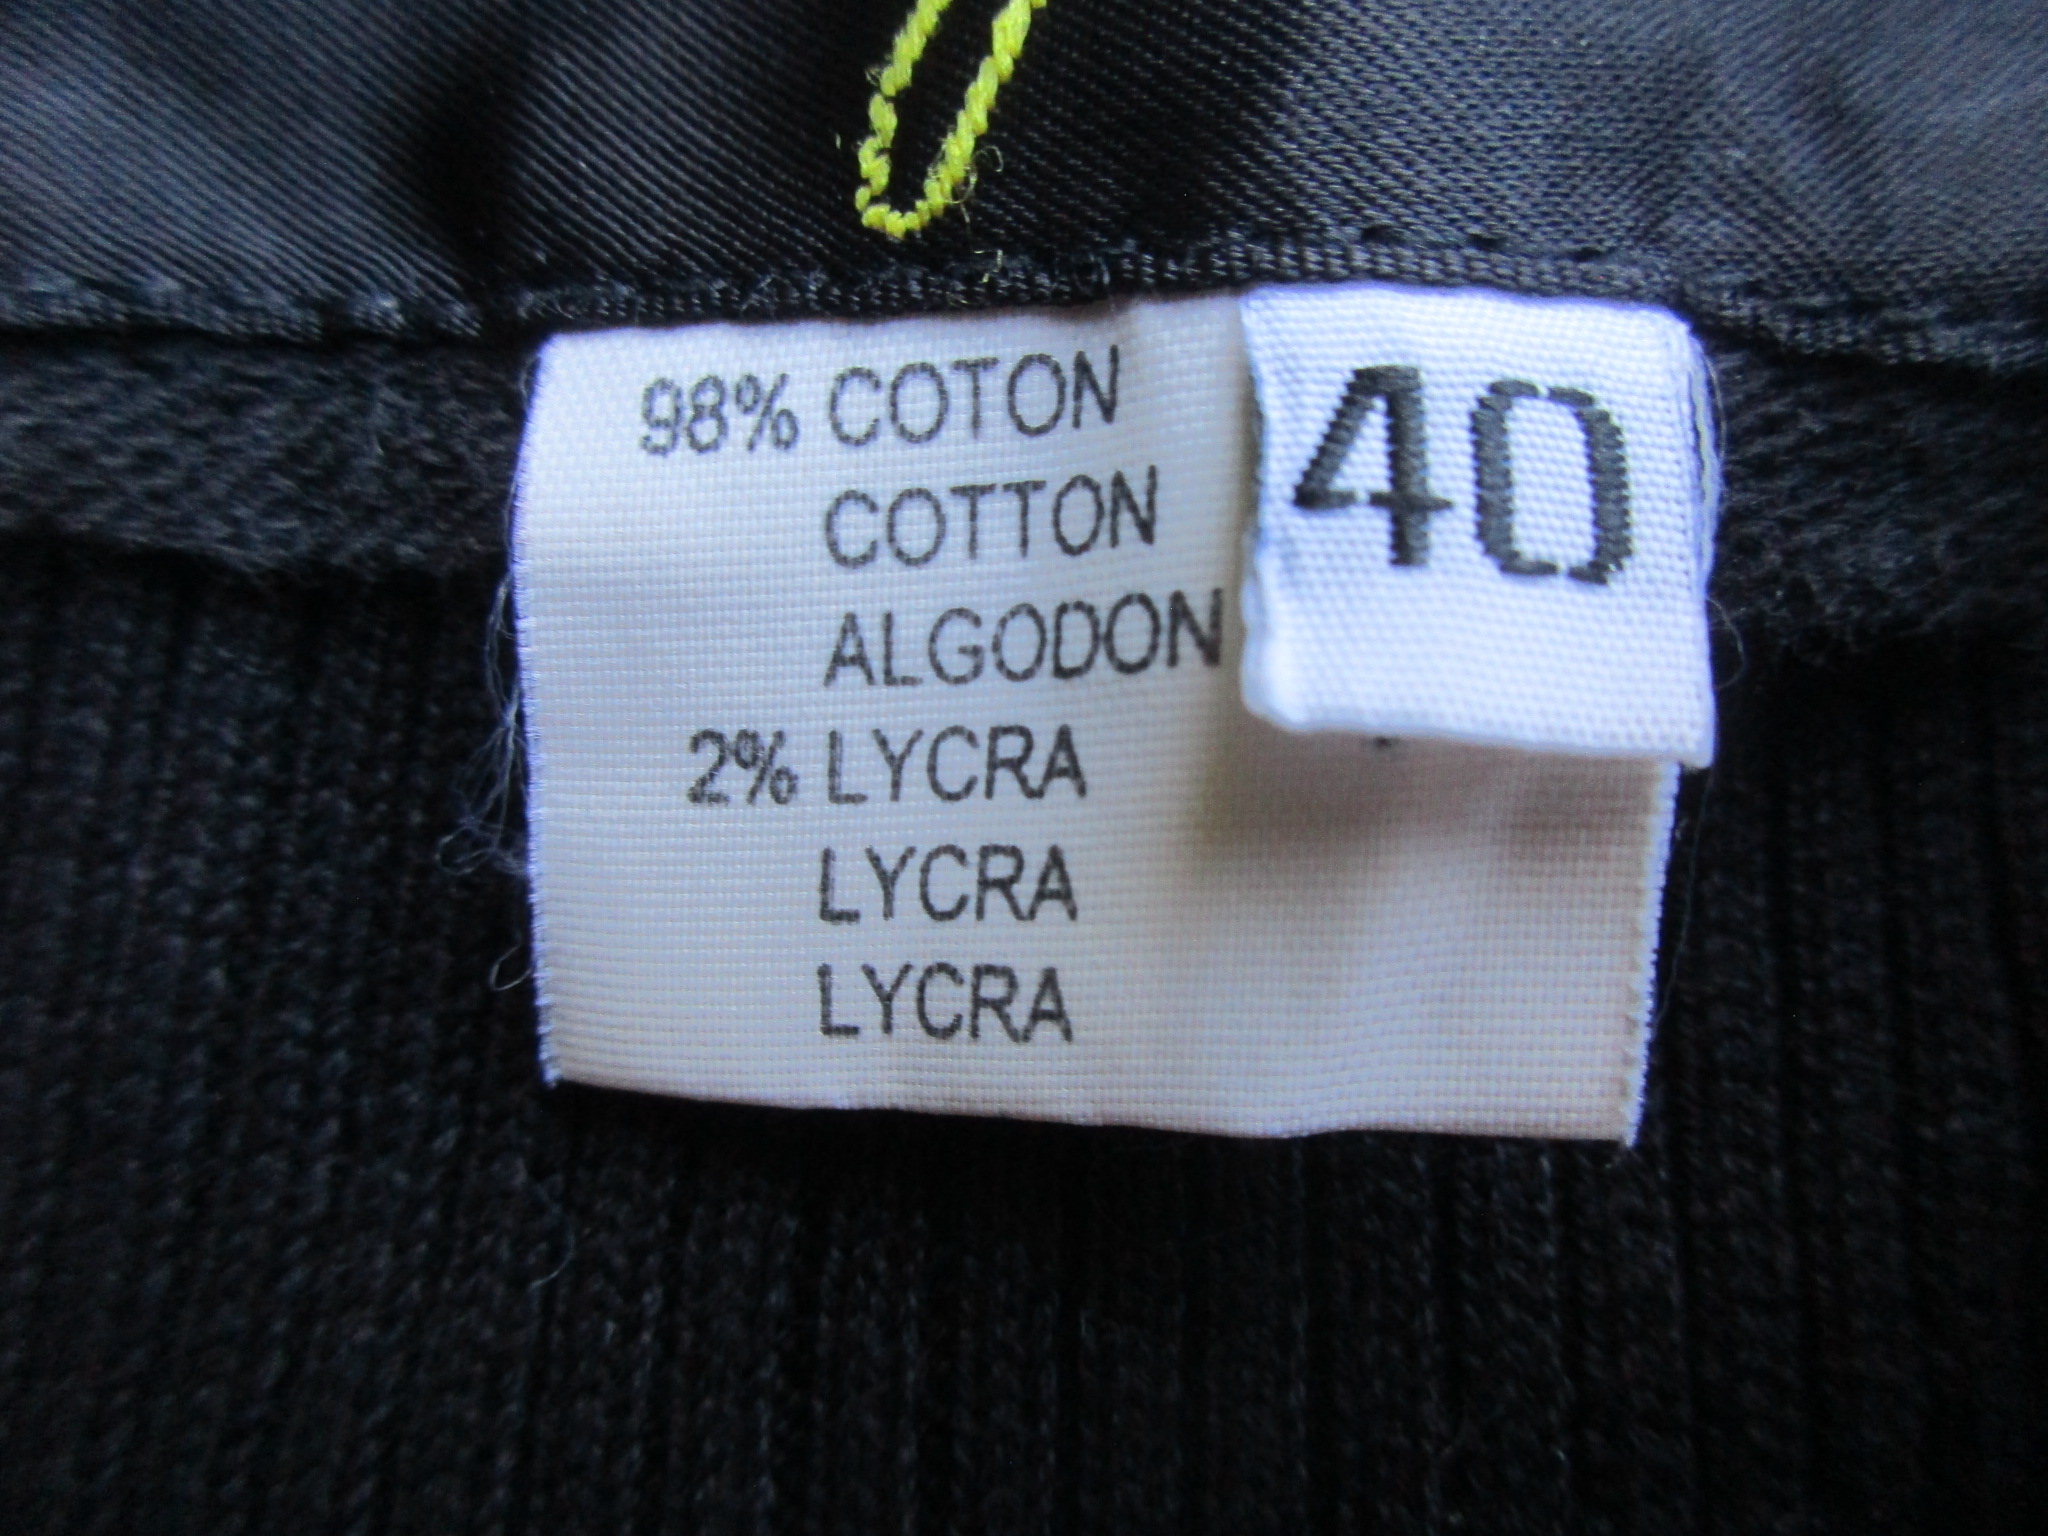 98% COTON
COTTON
ALGODON
2% LYCRA
LYCRA
LYCRA
40